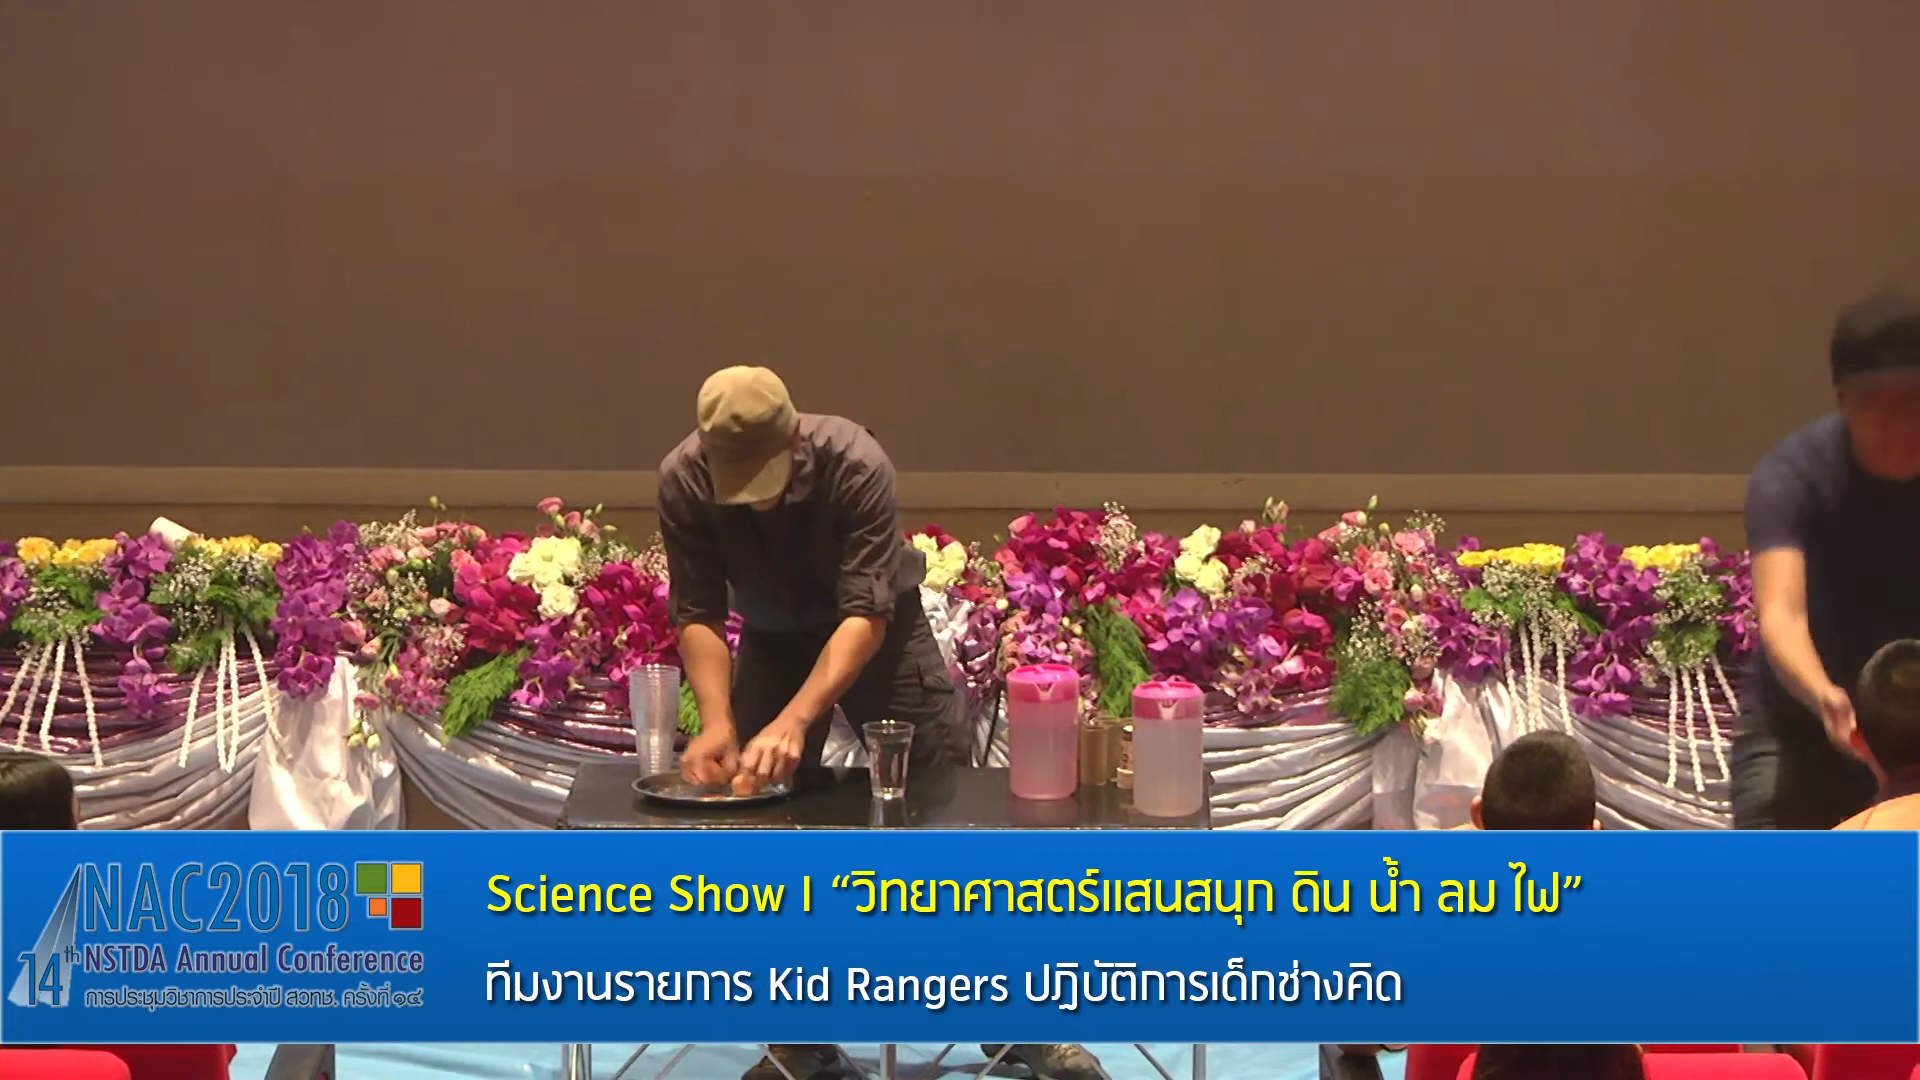 NAC2018
14th NSTDA Annual Conference
การประชุมวิชาการประจำปี สวทช. ครั้งที่ ๑๔
Science Show I “วิทยาศาสตร์แสนสนุก ดิน น้ำ ลม ไฟ”
ทีมงานรายการ Kid Rangers ปฏิบัติการเด็กช่างคิด